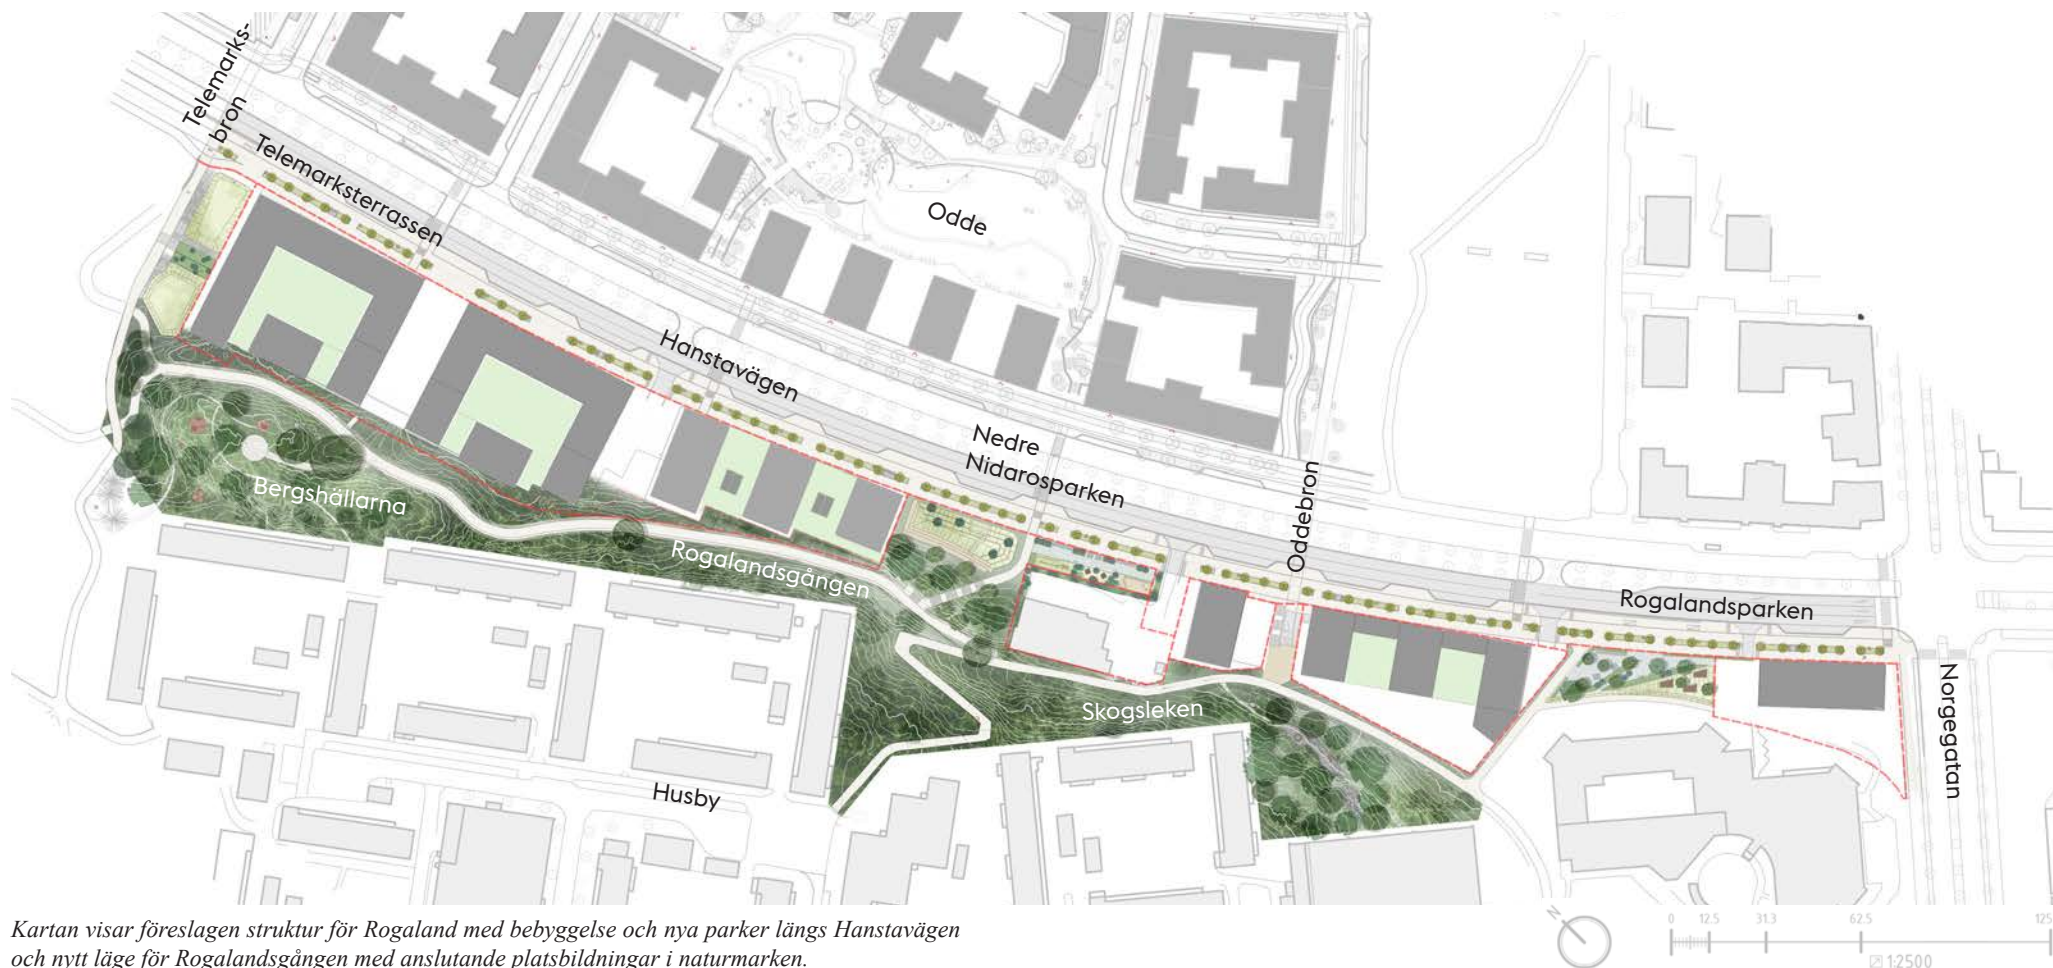 Telemarks-
bron
Telemarksterrassen
Odde
Hanstavägen
Nedre
Nidarosparken
Oddebron
Bergshällarna
Rogalandsgången
Rogalandsparken
Skogsleken
Norgegatan
Husby
Kartan visar föreslagen struktur för Rogaland med bebyggelse och nya parker längs Hanstavägen
och nytt läge för Rogalandsgången med anslutande platsbildningar i naturmarken.
N
0 12.5 31.3 62.5 125
1:2500